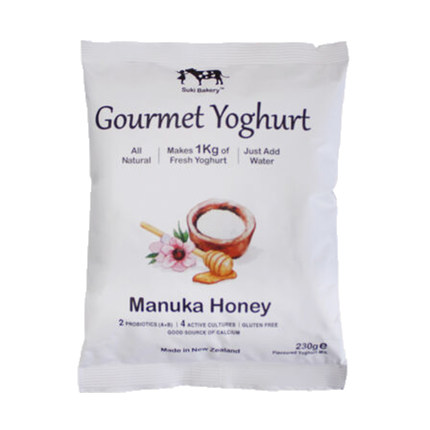 Suki Bakery™
Gourmet Yoghurt
All Natural
Makes 1Kg of Fresh Yoghurt
Just Add Water
Manuka Honey
2 PROBIOTICS (A+B) | 4 ACTIVE CULTURES | GLUTEN FREE
GOOD SOURCE OF CALCIUM
Made in New Zealand
230g e
Flavoured Yoghurt Mix